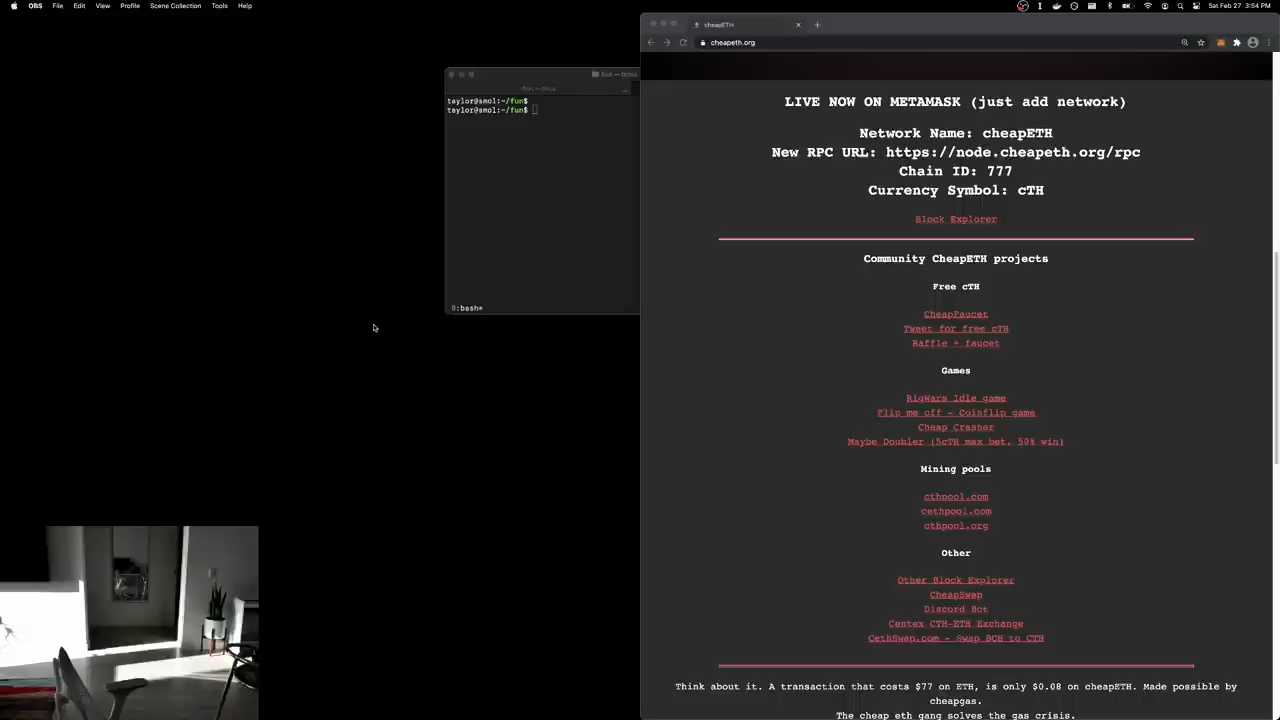 OBS File Edit View Profile Scene Collection Tools Help
Sat Feb 27 3:54 PM
cheapETH
cheapeth.org
fun — tmux
taylor@smol:~/fun$
taylor@smol:~/fun$
0:bash*
LIVE NOW ON METAMASK (just add network)
Network Name: cheapETH
New RPC URL: https://node.cheapeth.org/rpc
Chain ID: 777
Currency Symbol: cTH
Block Explorer
Community CheapETH projects
Free cTH
CheapFaucet
Tweet for free cTH
Raffle + faucet
Games
RigWars Idle game
Flip me off - Coinflip game
Cheap Crasher
Maybe Doubler (5cTH max bet, 50% win)
Mining pools
cthpool.com
cethpool.com
cthpool.org
Other
Other Block Explorer
CheapSwap
Discord Bot
Centex CTH-ETH Exchange
CethSwap.com - Swap BCH to CTH
Think about it. A transaction that costs $77 on ETH, is only $0.08 on cheapETH. Made possible by
cheapgas.
The cheap eth gang solves the gas crisis.